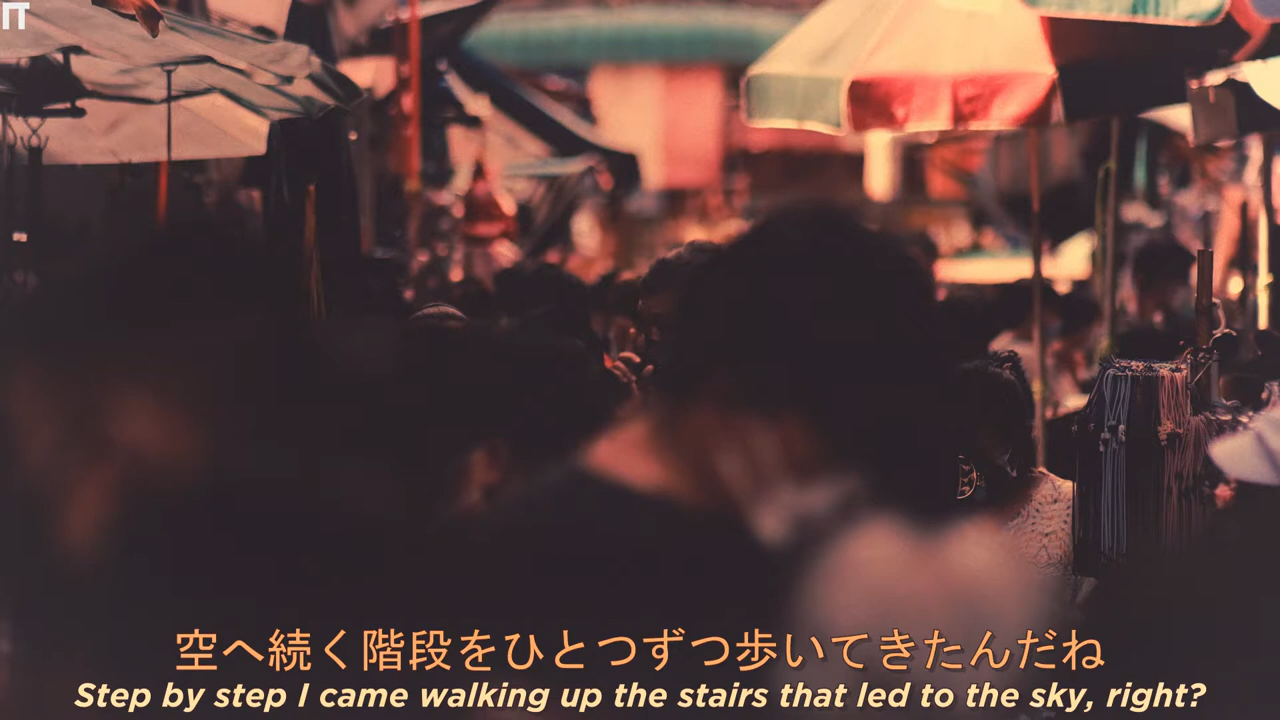 空へ続く階段をひとつずつ歩いてきたんだね
Step by step I came walking up the stairs that led to the sky, right?